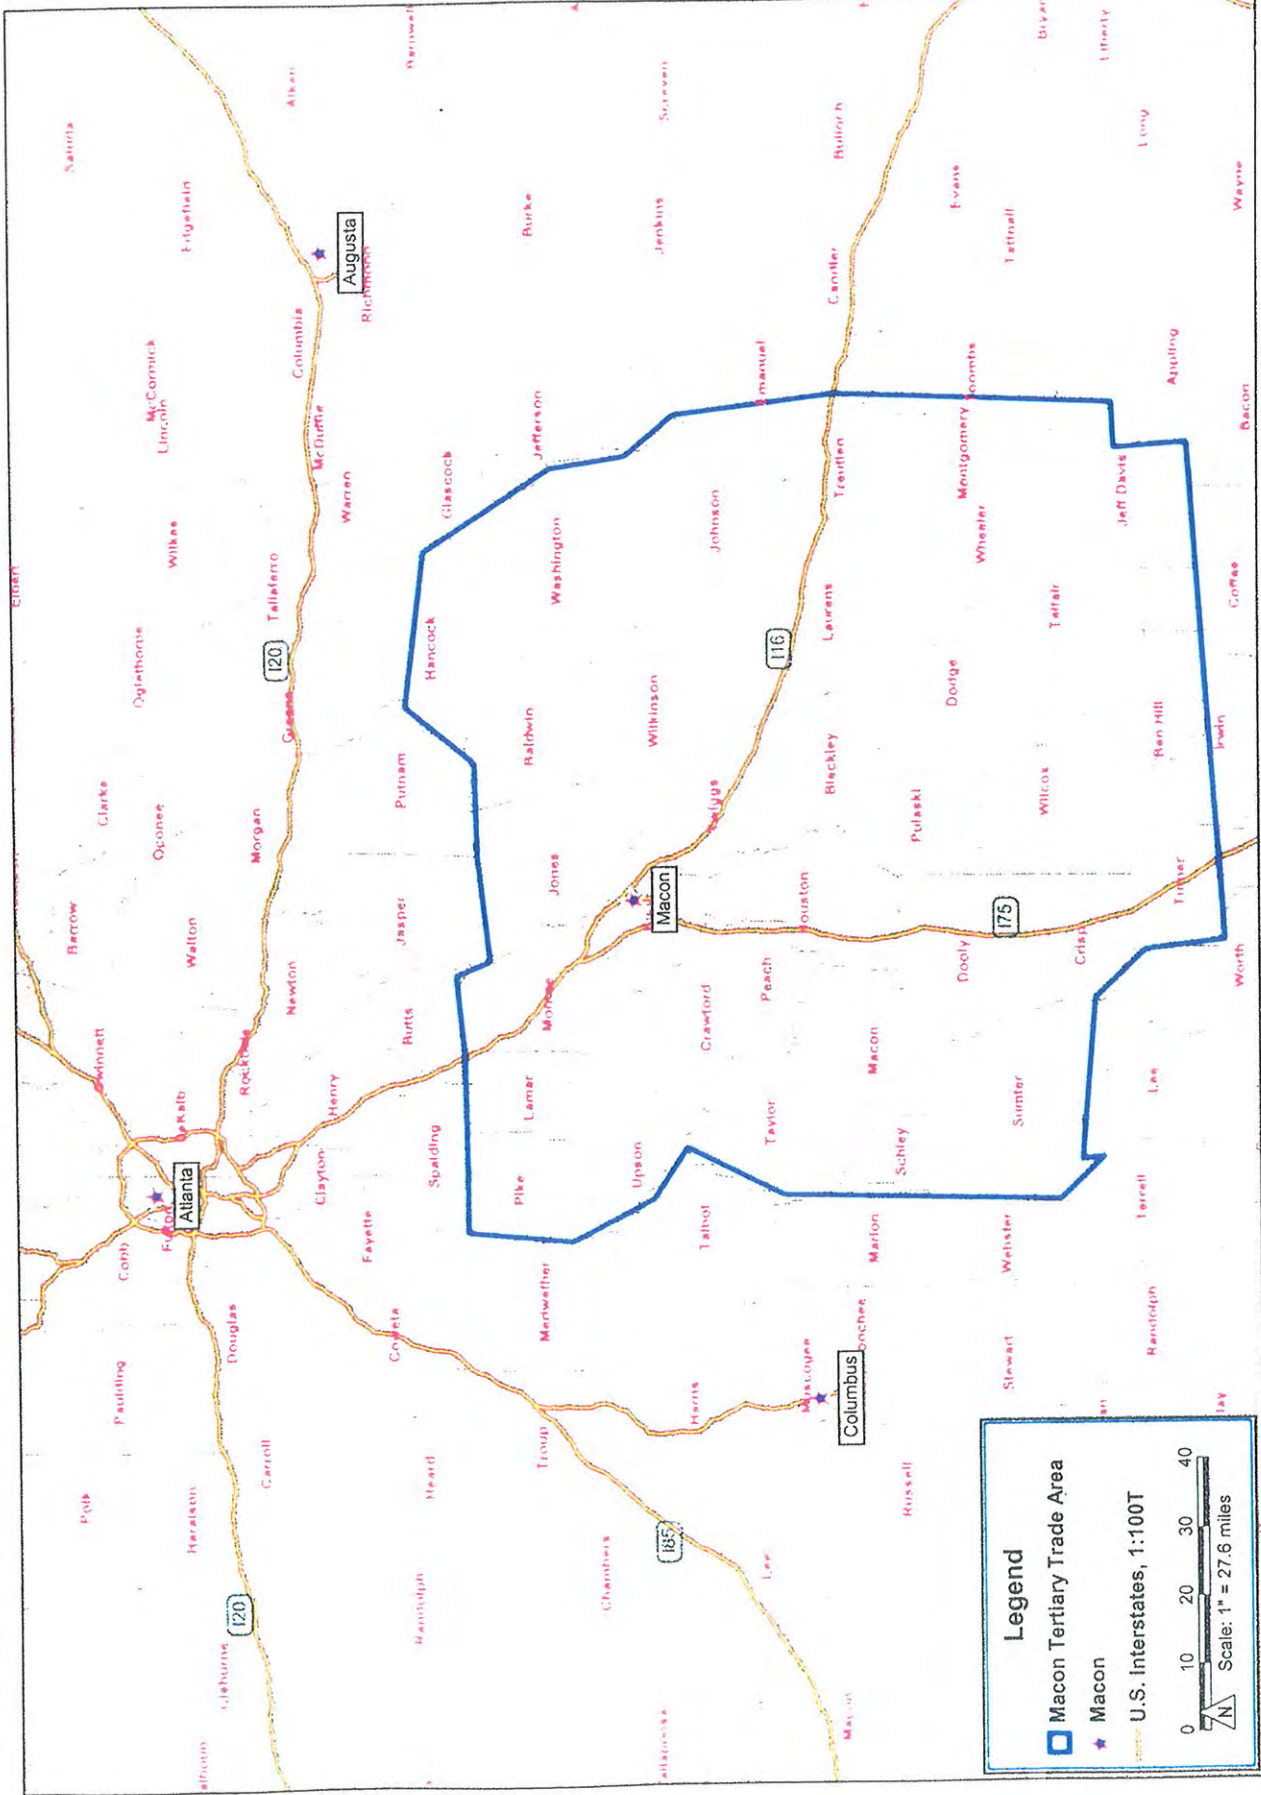 Sallida
Aiken
Edgefield
Augusta
Richmond
Columbia
McCormick
Lincoln
McDuffie
Warren
Wilkes
Taliaferro
Oglethorpe
I20
Greene
Clarke
Oconee
Morgan
Barrow
Walton
Newton
Gwinnett
Rockdale
DeKalb
Henry
Atlanta
Clayton
Cobb
Fayette
Douglas
Coweta
Paulding
Carroll
Polk
Haralson
Heard
I20
Cleburne
Randolph
Screven
Burke
Jenkins
Bulloch
Evans
Tattnall
Long
Liberty
Wayne
Candler
Emanuel
Toombs
Appling
Bacon
Jefferson
Glascock
Washington
Johnson
Treutlen
Montgomery
Wheeler
Jeff Davis
Hancock
Baldwin
Wilkinson
I16
Laurens
Dodge
Telfair
Coffee
Putnam
Jasper
Jones
Twiggs
Bleckley
Pulaski
Wilcox
Ben Hill
Irwin
Macon
Houston
I75
Turner
Butts
Monroe
Crawford
Peach
Dooly
Crisp
Worth
Lamar
Spalding
Pike
Upson
Taylor
Macon
Schley
Sumter
Lee
Terrell
Meriwether
Talbot
Marion
Webster
Randolph
Troup
Harris
Muscogee
Columbus
oochee
Stewart
Chambers
I85
Lee
Russell
Legend
Macon Tertiary Trade Area
Macon
U.S. Interstates, 1:100T
0 10 20 30 40
N
Scale: 1" = 27.6 miles